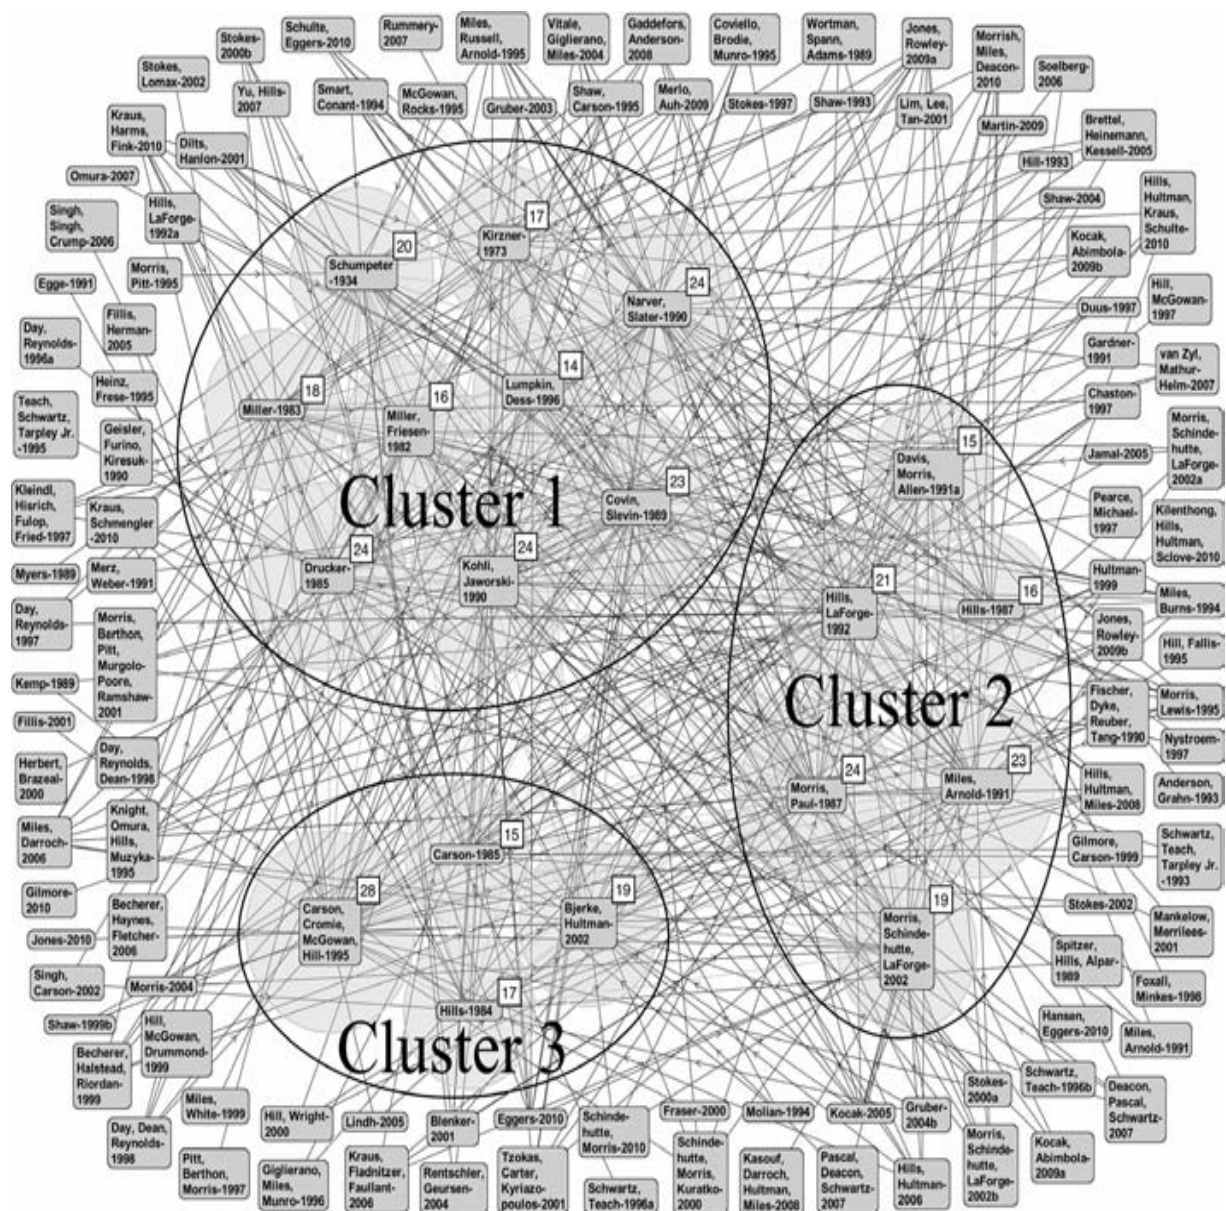 Stokes-
2000b
Schulte,
Eggers-2010
Rummery-
2007
Miles,
Russell,
Arnold-1995
Vitale,
Giglierano,
Miles-2004
Gaddefors,
Anderson-
2008
Coviello,
Brodie,
Munro-1995
Wortman,
Spann,
Adams-1989
Jones,
Rowley-
2009a
Morrish,
Miles,
Deacon-
2010
Soelberg-
2006
Stokes,
Lomax-2002
Yu, Hills-
2007
Smart,
Conant-1994
McGowan,
Rocks-1995
Gruber-2003
Shaw,
Carson-1995
Merlo,
Auh-2009
Stokes-1997
Shaw-1993
Lim, Lee,
Tan-2001
Martin-2009
Brettel,
Heinemann,
Kessell-2005
Kraus,
Harms,
Fink-2010
Dilts,
Hanlon-2001
Hill-1993
Omura-2007
Hills,
LaForge-
1992a
Shaw-2004
Hills,
Hultman,
Kraus,
Schulte-
2010
Singh,
Singh,
Crump-2006
Morris,
Pitt-1995
Kocak,
Abimbola-
2009b
Egge-1991
Hill,
McGowan-
1997
Fillis,
Herman-
2005
Duus-1997
Day,
Reynolds-
1996a
Gardner-
1991
van Zyl,
Mathur-
Helm-2007
Heinz,
Frese-1995
Chaston-
1997
Teach,
Schwartz,
Tarpley Jr.
-1995
Geisler,
Furino,
Kiresuk-
1990
Morris,
Schinde-
hutte,
LaForge-
2002a
Jamal-2005
Kleindl,
Hisrich,
Fulop,
Fried-1997
Kraus,
Schmengler
-2010
Pearce,
Michael-
1997
Kilenthong,
Hills,
Hultman,
Sclove-2010
Myers-1989
Merz,
Weber-1991
Hultman-
1999
Miles,
Burns-1994
Day,
Reynolds-
1997
Morris,
Berthon,
Pitt,
Murgolo-
Poore,
Ramshaw-
2001
Jones,
Rowley-
2009b
Hill, Fallis-
1995
Kemp-1989
Fischer,
Dyke,
Reuber,
Tang-1990
Morris,
Lewis-1995
Fillis-2001
Nystroem-
1997
Herbert,
Brazeal-
2000
Day,
Reynolds,
Dean-1998
Hills,
Hultman,
Miles-2008
Anderson,
Grahn-1993
Miles,
Darroch-
2006
Knight,
Omura,
Hills,
Muzyka-
1995
Gilmore,
Carson-1999
Schwartz,
Teach,
Tarpley Jr.-
1993
Gilmore-
2010
Becherer,
Haynes,
Fletcher-
2006
Stokes-2002
Mankelow,
Merrilees-
2001
Jones-2010
Spitzer,
Hills, Alpar-
1989
Singh,
Carson-2002
Morris-2004
Foxall,
Minkes-1998
Shaw-1999b
Hill,
McGowan,
Drummond-
1999
Hansen,
Eggers-2010
Miles,
Arnold-1991
Becherer,
Halstead,
Riordan-
1999
Schwartz,
Teach-1996b
Deacon,
Pascal,
Schwartz-
2007
Miles,
White-1999
Stokes-
2000a
Day, Dean,
Reynolds-
1998
Hill, Wright-
2000
Lindh-2005
Blenker-
2001
Eggers-2010
Schinde-
hutte,
Morris-2010
Fraser-2000
Molian-1994
Kocak-2005
Gruber-
2004b
Morris,
Schinde-
hutte,
LaForge-
2002b
Kocak,
Abimbola-
2009a
Pitt,
Berthon,
Morris-1997
Giglierano,
Miles,
Munro-1996
Kraus,
Fladnitzer,
Faullant-
2006
Rentschler,
Geursen-
2004
Tzokas,
Carter,
Kyriazo-
poulos-2001
Schwartz,
Teach-1996a
Schinde-
hutte,
Morris,
Kuratko-
2000
Kasouf,
Darroch,
Hultman,
Miles-2008
Pascal,
Deacon,
Schwartz-
2007
Hills,
Hultman-
2006
Cluster 1
20
Schumpeter
-1934
17
Kirzner-
1973
24
Narver,
Slater-1990
18
Miller-1983
16
Miller,
Friesen-
1982
14
Lumpkin,
Dess-1996
23
Covin,
Slevin-1989
24
Drucker-
1985
24
Kohli,
Jaworski-
1990
Cluster 2
15
Davis,
Morris,
Allen-1991a
21
Hills,
LaForge-
1992
16
Hills-1987
24
Morris,
Paul-1987
23
Miles,
Arnold-1991
19
Morris,
Schinde-
hutte,
LaForge-
2002
Cluster 3
15
Carson-1985
28
Carson,
Cromie,
McGowan,
Hill-1995
19
Bjerke,
Hultman-
2002
17
Hills-1984